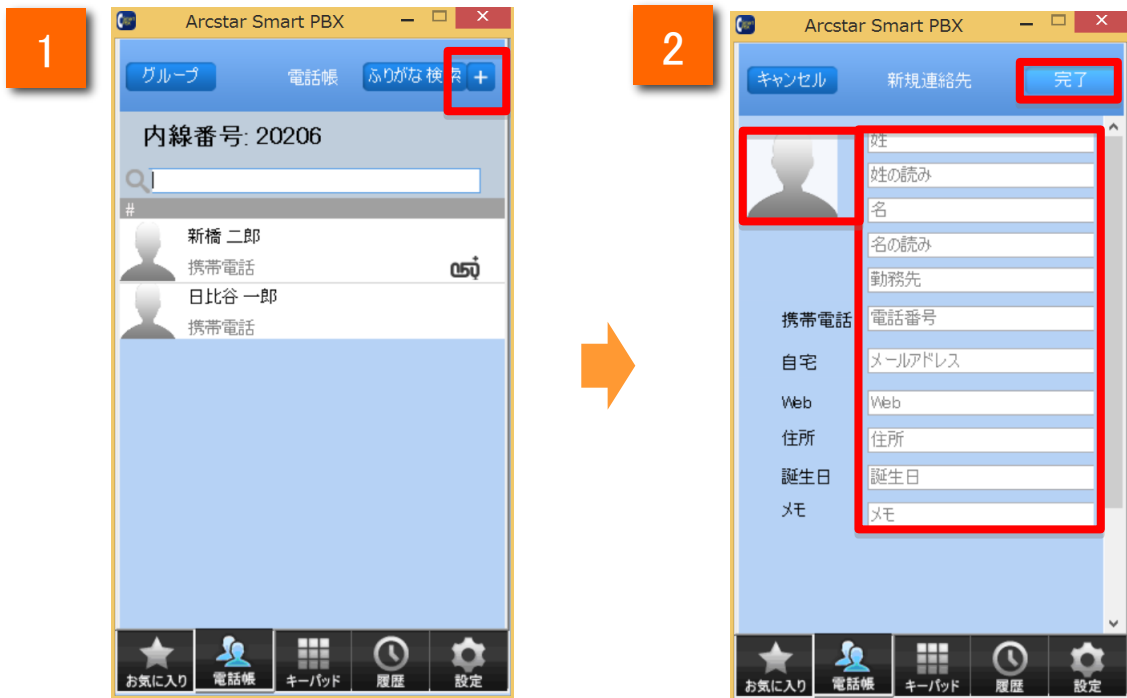 1
Arcstar Smart PBX
グループ
電話帳
ふりがな検索
+
内線番号: 20206
#
新橋 二郎
携帯電話
050
日比谷 一郎
携帯電話
お気に入り
電話帳
キーパッド
履歴
設定
2
Arcstar Smart PBX
キャンセル
新規連絡先
完了
姓
姓の読み
名
名の読み
勤務先
携帯電話
電話番号
自宅
メールアドレス
Web
Web
住所
住所
誕生日
誕生日
メモ
メモ
お気に入り
電話帳
キーパッド
履歴
設定